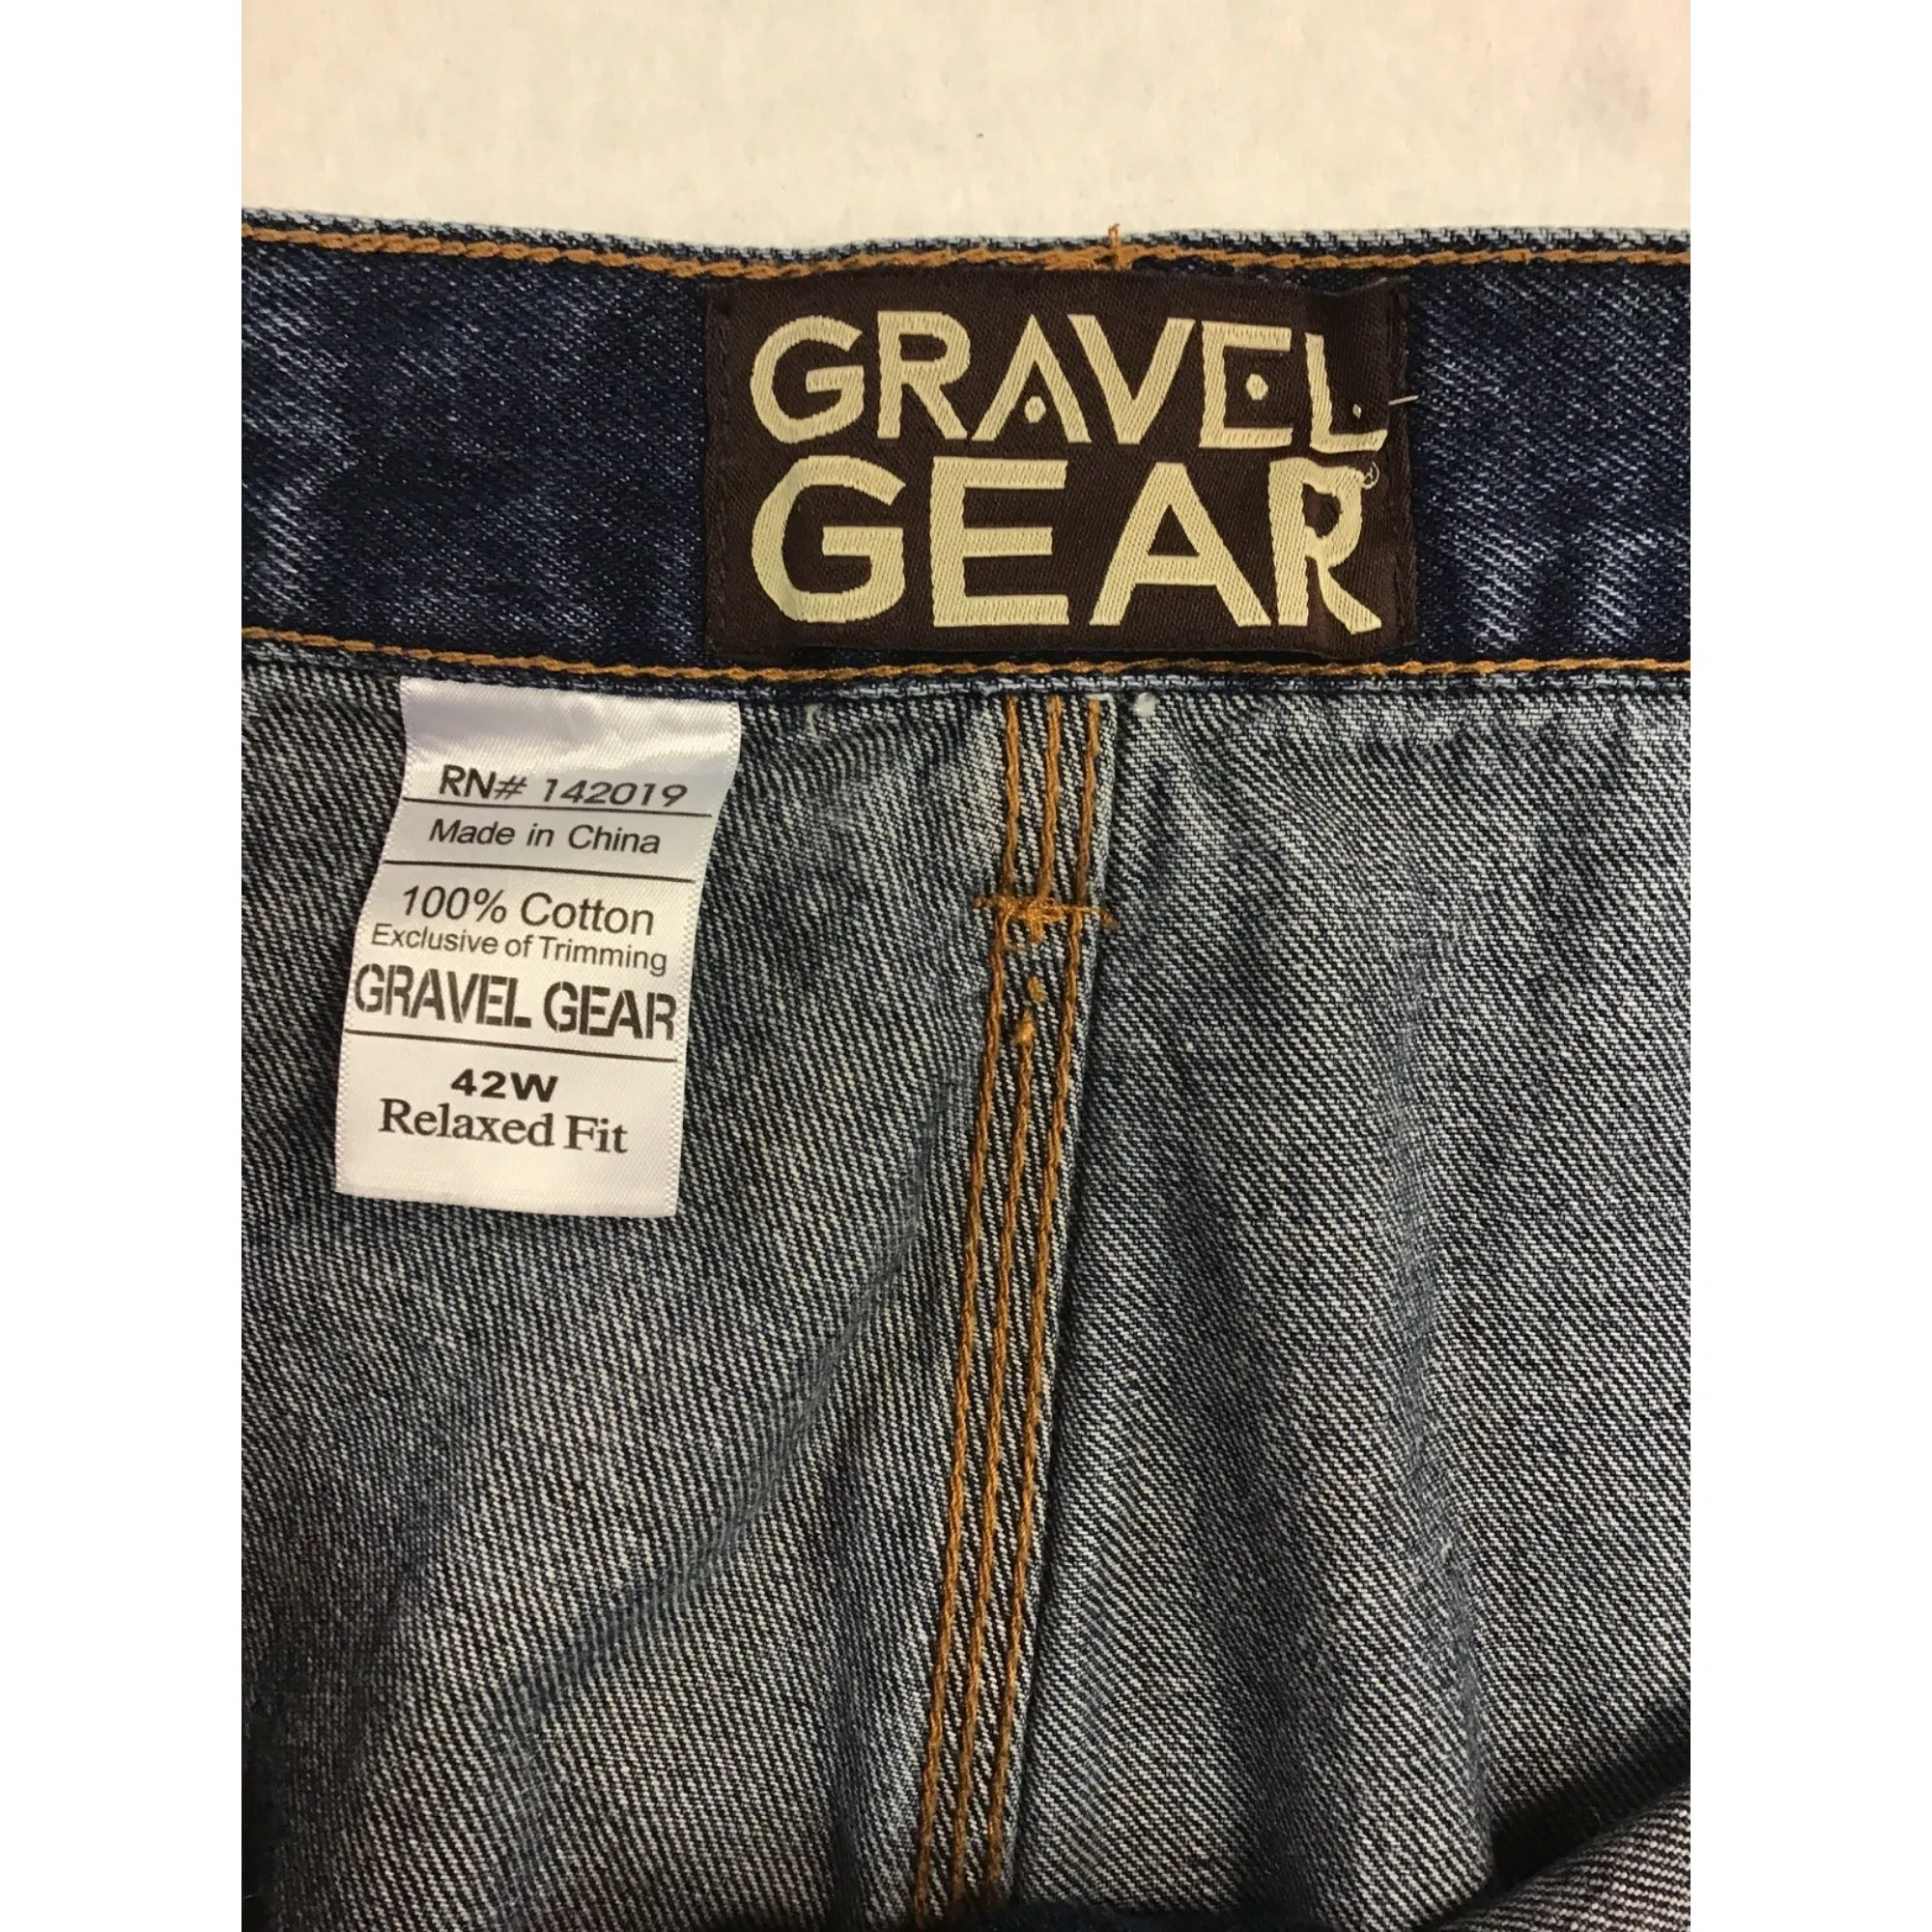 GRAVEL
GEAR®
RN# 142019
Made in China
100% Cotton
Exclusive of Trimming
GRAVEL GEAR
42W
Relaxed Fit